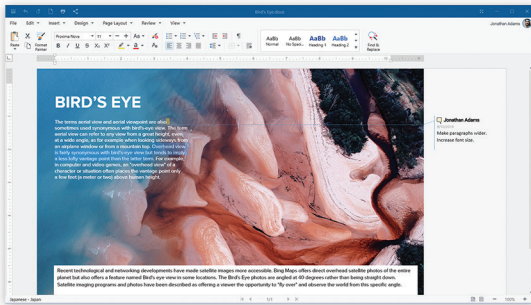 Bird's Eye.docx
File Insert Design Page Layout Review View
Jonathan Adams
Paste
Format
Painter
Proxima Nova 11
AaBb AaBb AaBb AaBb
Normal No Spaci... Heading 1 Heading 2
Find &
Replace
BIRD'S EYE
The terms aerial view and aerial viewpoint are also
sometimes used synonymous with bird's-eye view. The term
aerial view can refer to any view from a great height, even
at a wide angle, as for example when looking sideways from
an airplane window or from a mountain top. Overhead view
is fairly synonymous with bird's-eye view but tends to imply
a less lofty vantage point than the latter term. For example,
in computer and video games, an "overhead view" of a
character or situation often places the vantage point only
a few feet (a meter or two) above human height.
Jonathan Adams
Make paragraphs wider.
Increase font size.
Recent technological and networking developments have made satellite images more accessible. Bing Maps offers direct overhead satellite photos of the entire
planet but also offers a feature named Bird's Eye view in some locations. The Bird's Eye photos are angled at 40 degrees rather than being straight down.
Satellite imaging programs and photos have been described as offering a viewer the opportunity to "fly over" and observe the world from this specific angle.
Japanese - Japan
1/1